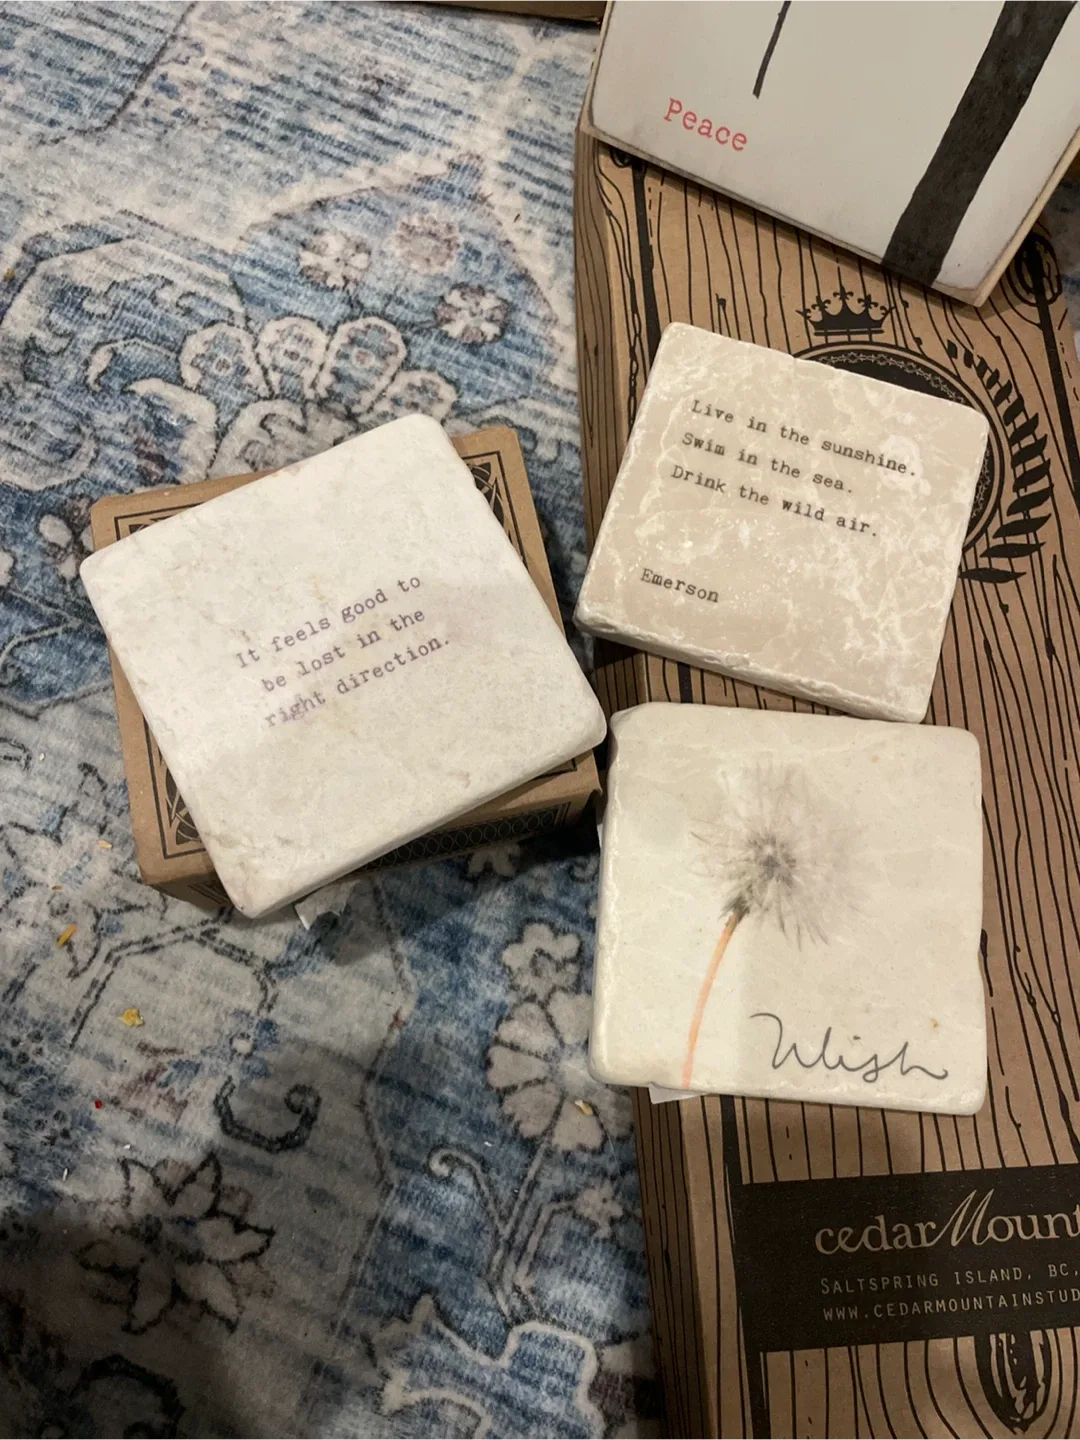 Peace
Live in the sunshine.
Swim in the sea.
Drink the wild air.
Emerson
It feels good to
be lost in the
right direction.
Wish
cedarMount
SALTSPRING ISLAND, BC,
WWW.CEDARMOUNTAINSTUD